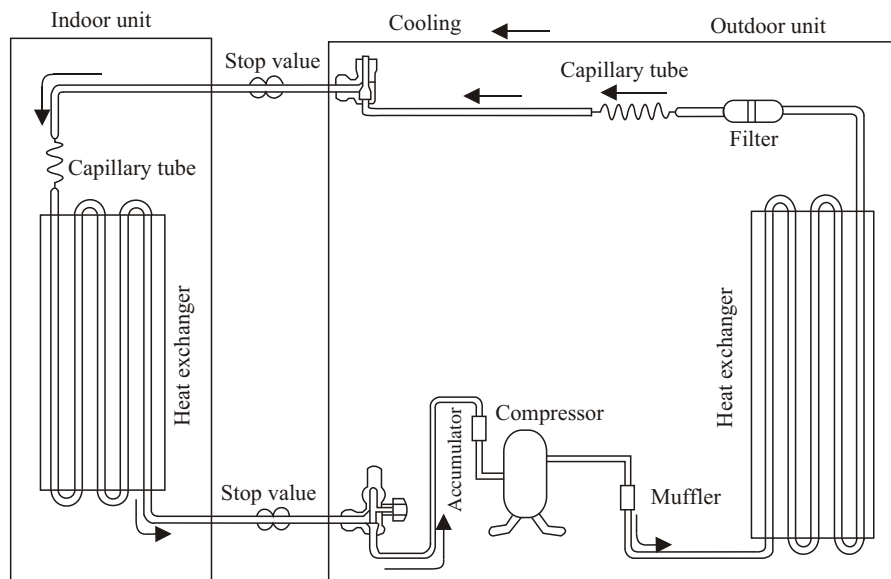 Indoor unit
Cooling
Outdoor unit
Stop value
Capillary tube
Filter
Capillary tube
Heat exchanger
Heat exchanger
Accumulator
Compressor
Stop value
Muffler